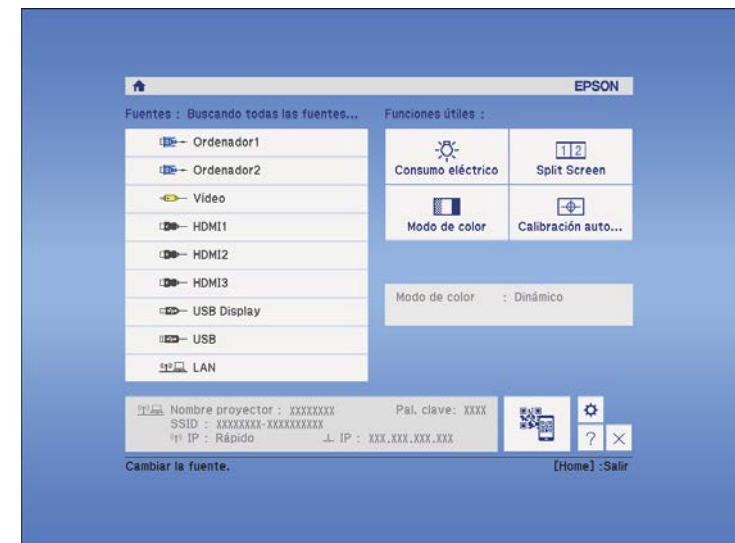 EPSON
Fuentes : Buscando todas las fuentes...
Ordenador1
Ordenador2
Vídeo
HDMI1
HDMI2
HDMI3
USB Display
USB
LAN
Funciones útiles :
Consumo eléctrico
1 2
Split Screen
Modo de color
Calibración auto...
Modo de color : Dinámico
Nombre proyector : XXXXXXXX Pal. clave: XXXX
SSID : XXXXXXXX-XXXXXXXXXX
IP : Rápido IP : XXX.XXX.XXX.XXX
?
Cambiar la fuente. [Home] :Salir